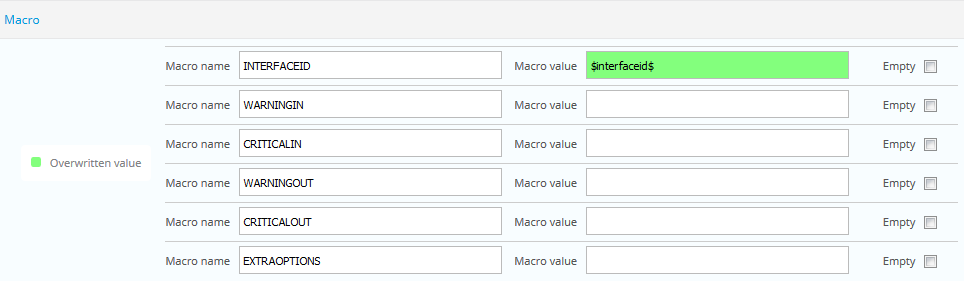 Macro
Macro name INTERFACEID Macro value $interfaceid$ Empty
Macro name WARNINGIN Macro value Empty
Macro name CRITICALIN Macro value Empty
Overwritten value
Macro name WARNINGOUT Macro value Empty
Macro name CRITICALOUT Macro value Empty
Macro name EXTRAOPTIONS Macro value Empty